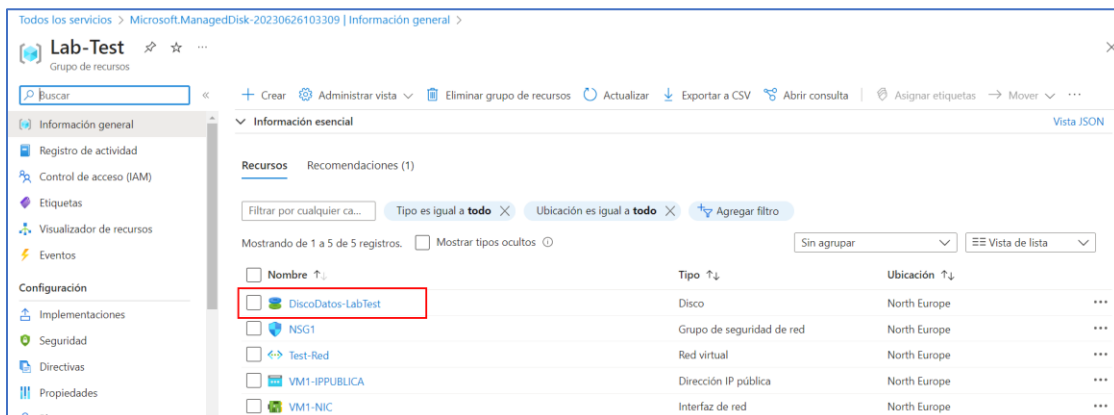 Todos los servicios > Microsoft.ManagedDisk-20230626103309 | Información general >
Lab-Test
Grupo de recursos
Buscar
Crear Administrar vista Eliminar grupo de recursos Actualizar Exportar a CSV Abrir consulta Asignar etiquetas Mover
Información general
Información esencial Vista JSON
Registro de actividad
Recursos Recomendaciones (1)
Control de acceso (IAM)
Etiquetas
Filtrar por cualquier ca... Tipo es igual a todo Ubicación es igual a todo Agregar filtro
Visualizador de recursos
Mostrando de 1 a 5 de 5 registros. Mostrar tipos ocultos Sin agrupar Vista de lista
Eventos
Nombre Tipo Ubicación
Configuración
DiscoDatos-LabTest Disco North Europe
Implementaciones
NSG1 Grupo de seguridad de red North Europe
Seguridad
Test-Red Red virtual North Europe
Directivas
VM1-IPPUBLICA Dirección IP pública North Europe
Propiedades
VM1-NIC Interfaz de red North Europe